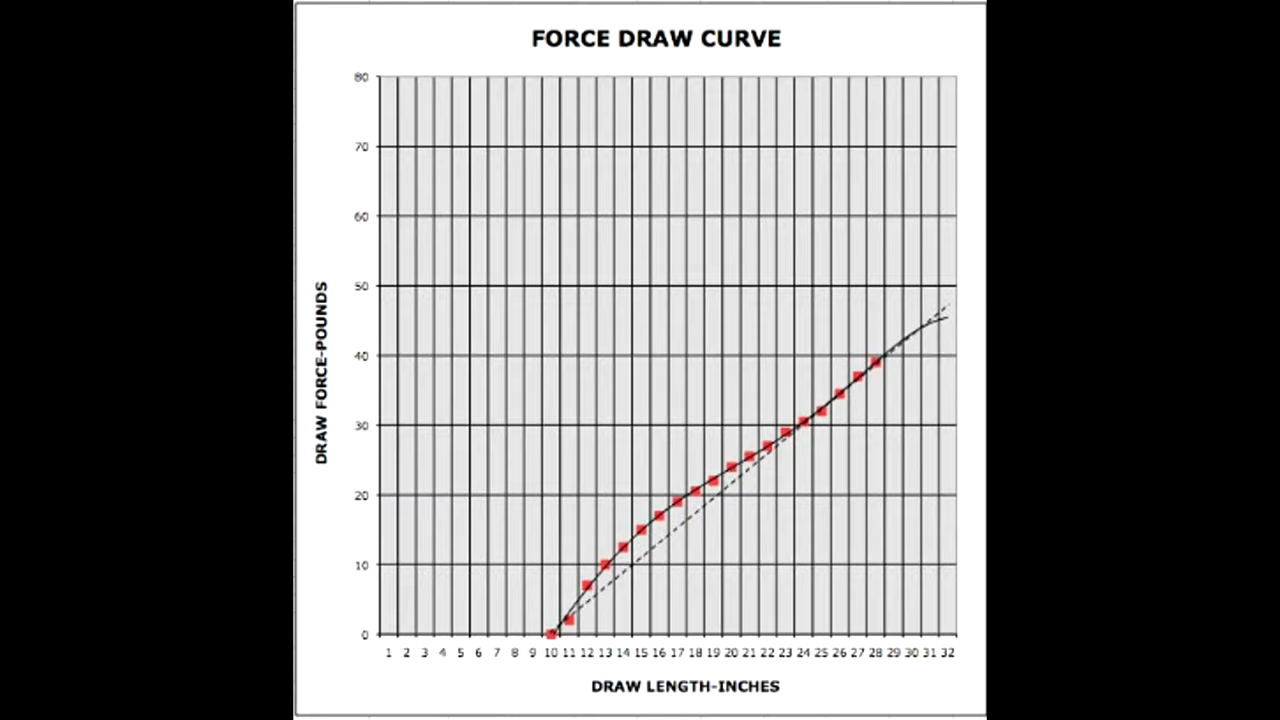 FORCE DRAW CURVE
80
70
60
50
40
30
20
10
0
DRAW FORCE-POUNDS
1 2 3 4 5 6 7 8 9 10 11 12 13 14 15 16 17 18 19 20 21 22 23 24 25 26 27 28 29 30 31 32
DRAW LENGTH-INCHES